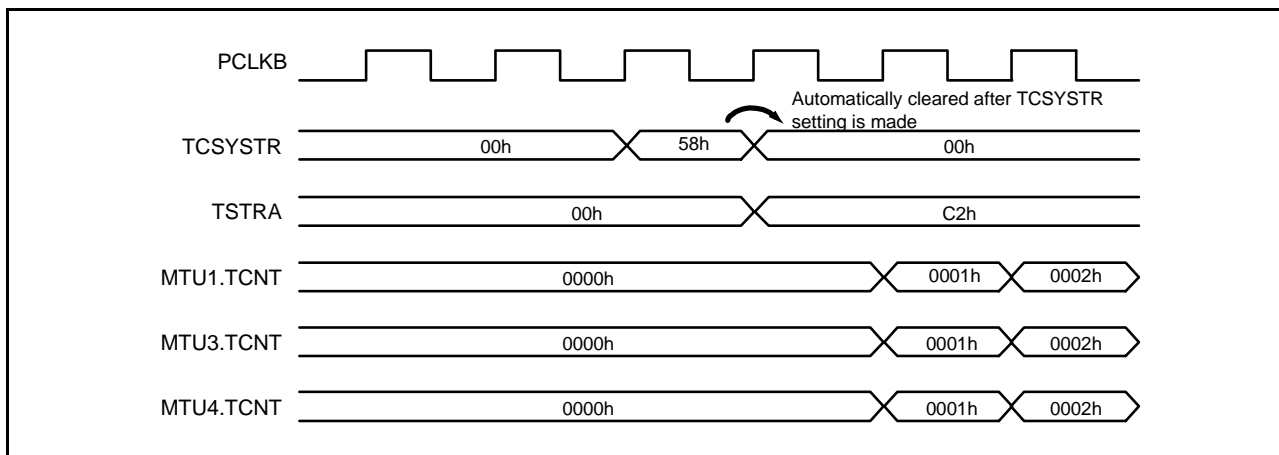 PCLKB
Automatically cleared after TCSYSTR
setting is made
TCSYSTR 00h 58h 00h
TSTRA 00h C2h
MTU1.TCNT 0000h 0001h 0002h
MTU3.TCNT 0000h 0001h 0002h
MTU4.TCNT 0000h 0001h 0002h